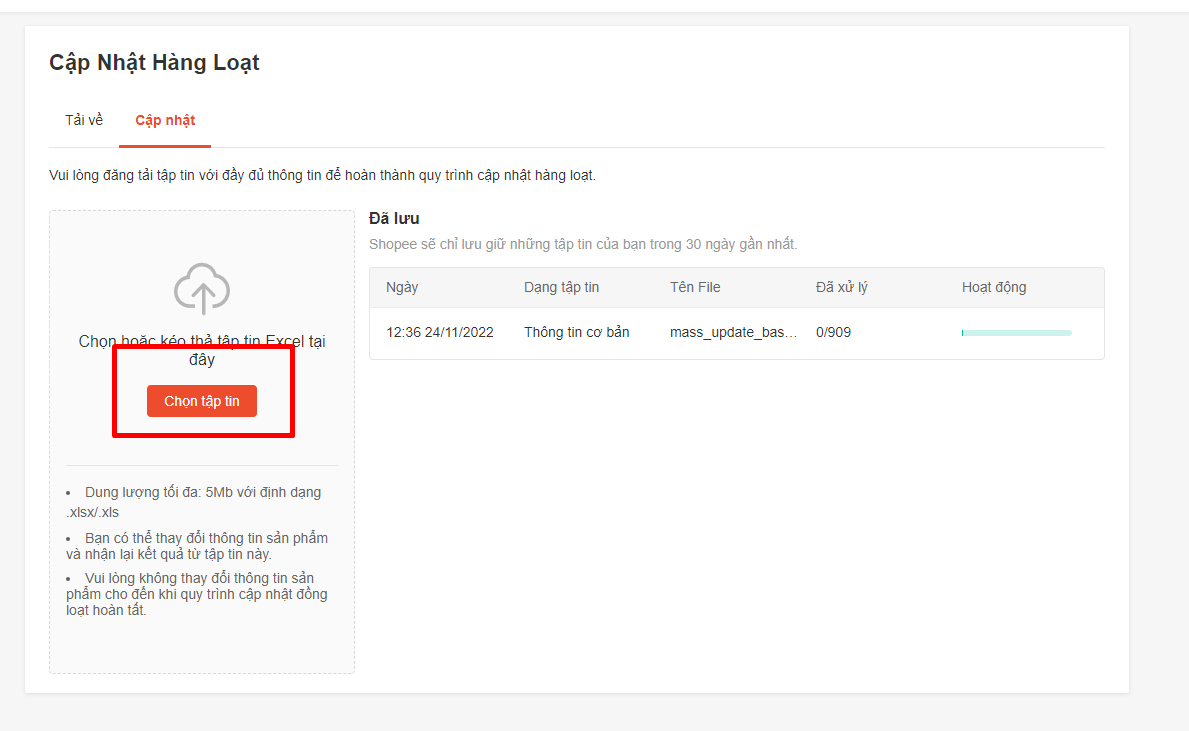 Cập Nhật Hàng Loạt
Tải về
Cập nhật
Vui lòng đăng tải tập tin với đầy đủ thông tin để hoàn thành quy trình cập nhật hàng loạt.
Chọn hoặc kéo thả tập tin Excel tại
đây
Chọn tập tin
• Dung lượng tối đa: 5Mb với định dạng
.xlsx/.xls
• Bạn có thể thay đổi thông tin sản phẩm
và nhận lại kết quả từ tập tin này.
• Vui lòng không thay đổi thông tin sản
phẩm cho đến khi quy trình cập nhật đồng
loạt hoàn tất.
Đã lưu
Shopee sẽ chỉ lưu giữ những tập tin của bạn trong 30 ngày gần nhất.
Ngày Dạng tập tin Tên File Đã xử lý Hoạt động
12:36 24/11/2022 Thông tin cơ bản mass_update_bas... 0/909